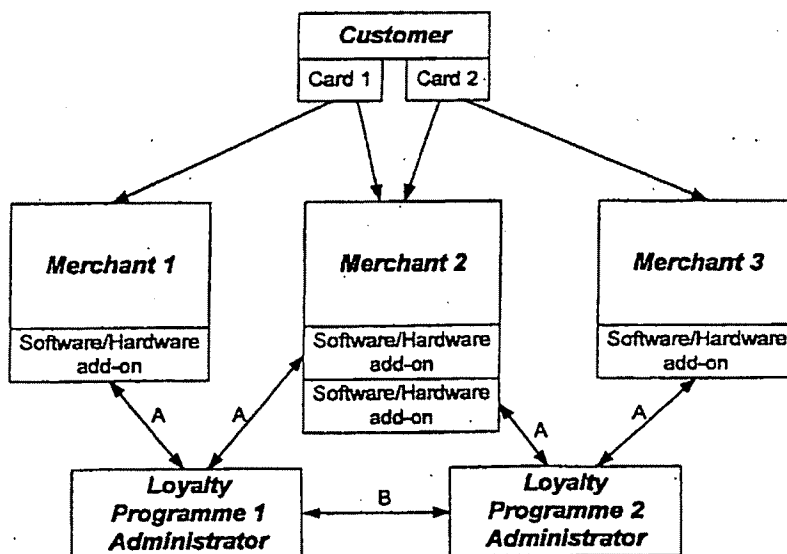 Customer
Card 1
Card 2
Merchant 1
Merchant 2
Merchant 3
Software/Hardware
add-on
Software/Hardware
add-on
Software/Hardware
add-on
Software/Hardware
add-on
A
A
A
A
Loyalty
Programme 1
Administrator
B
Loyalty
Programme 2
Administrator